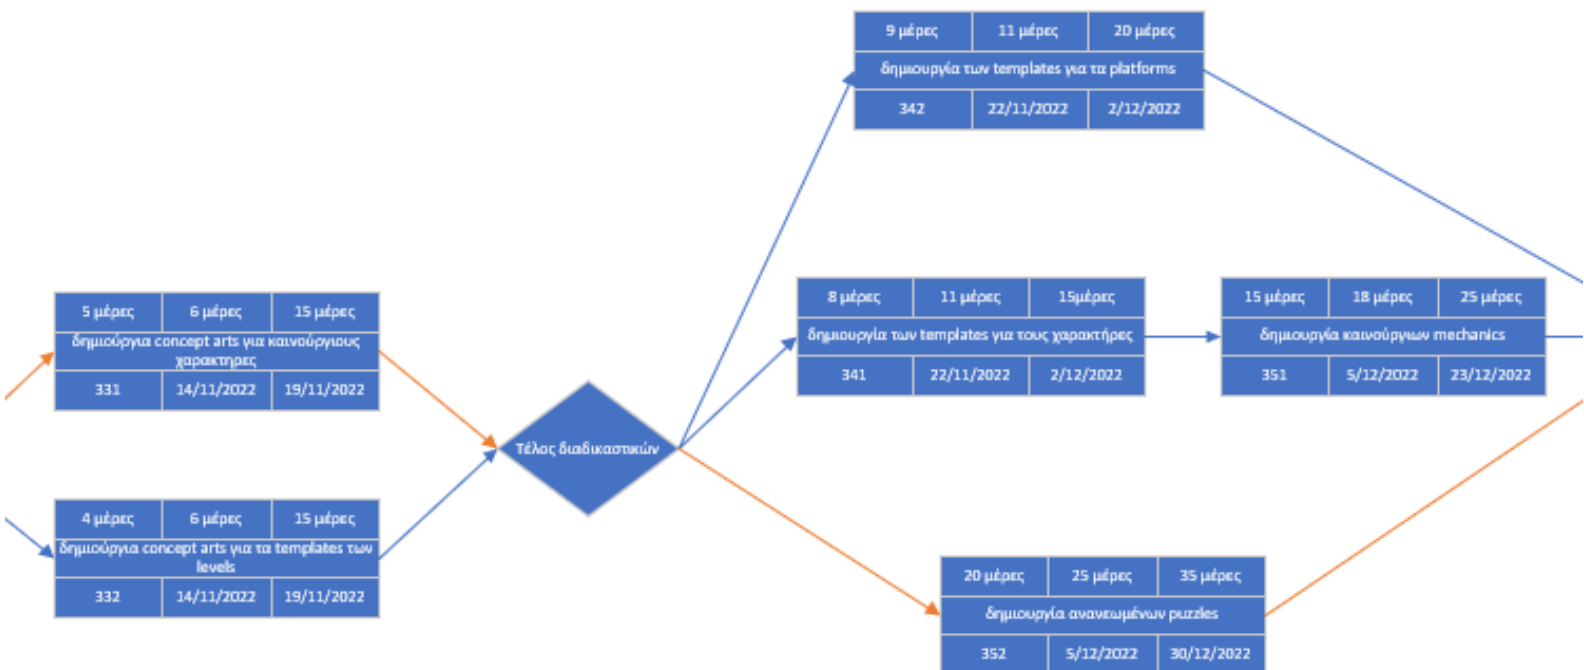 9 μέρες 11 μέρες 20 μέρες
δημιουργία των templates για τα platforms
342 22/11/2022 2/12/2022
5 μέρες 6 μέρες 15 μέρες
δημιούργια concept arts για καινούργιους
χαρακτηρες
331 14/11/2022 19/11/2022
8 μέρες 11 μέρες 15μέρες
δημιουργία των templates για τους χαρακτήρες
341 22/11/2022 2/12/2022
15 μέρες 18 μέρες 25 μέρες
δημιουργία καινούργιων mechanics
351 5/12/2022 23/12/2022
Τέλος διαδικαστικών
4 μέρες 6 μέρες 15 μέρες
δημιούργια concept arts για τα templates των
levels
332 14/11/2022 19/11/2022
20 μέρες 25 μέρες 35 μέρες
δημιουργία ανανεωμένων puzzles
352 5/12/2022 30/12/2022